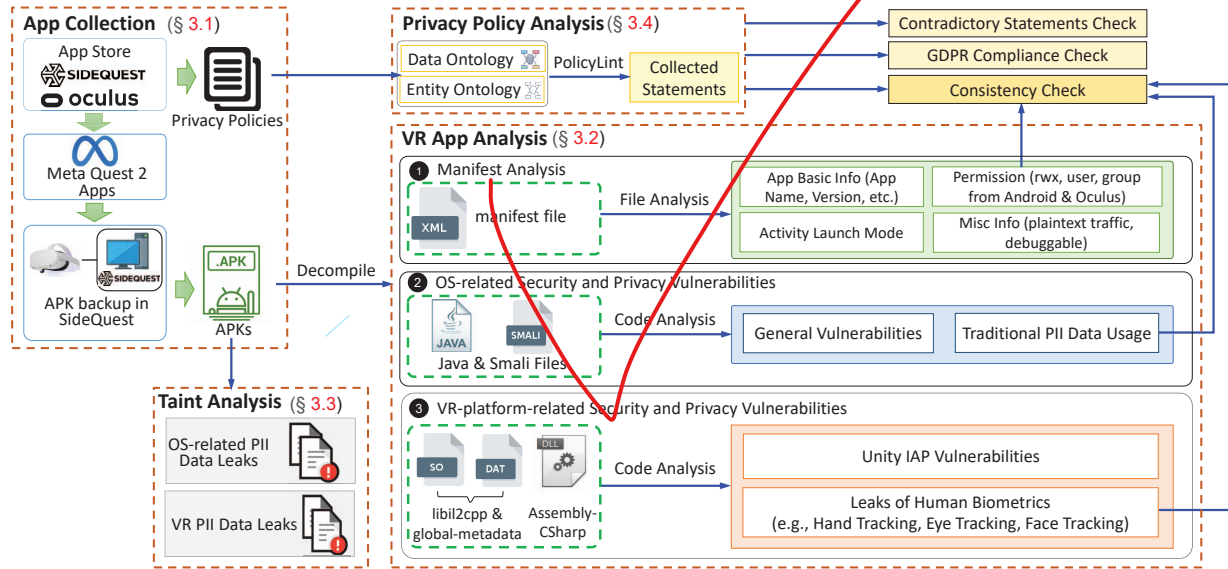 App Collection (§ 3.1)
App Store
SIDEQUEST
oculus
Privacy Policies
Meta Quest 2
Apps
SIDEQUEST
APK backup in
SideQuest
.APK
APKs
Decompile
Taint Analysis (§ 3.3)
OS-related PII
Data Leaks
VR PII Data Leaks
Privacy Policy Analysis (§ 3.4)
Data Ontology
Entity Ontology
PolicyLint
Collected
Statements
Contradictory Statements Check
GDPR Compliance Check
Consistency Check
VR App Analysis (§ 3.2)
1 Manifest Analysis
XML
manifest file
File Analysis
App Basic Info (App
Name, Version, etc.)
Permission (rwx, user, group
from Android & Oculus)
Activity Launch Mode
Misc Info (plaintext traffic,
debuggable)
2 OS-related Security and Privacy Vulnerabilities
JAVA
SMALI
Java & Smali Files
Code Analysis
General Vulnerabilities
Traditional PII Data Usage
3 VR-platform-related Security and Privacy Vulnerabilities
SO
DAT
DLL
libil2cpp &
global-metadata
Assembly-
CSharp
Code Analysis
Unity IAP Vulnerabilities
Leaks of Human Biometrics
(e.g., Hand Tracking, Eye Tracking, Face Tracking)